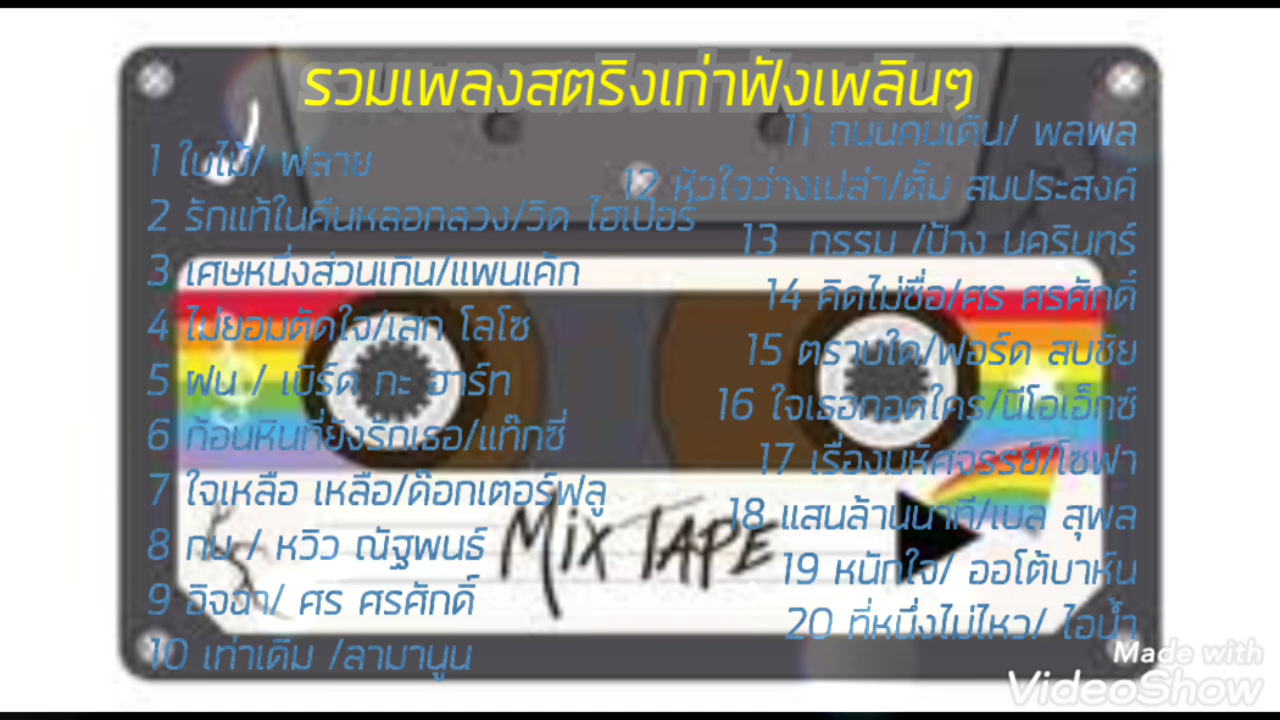 รวมเพลงสตริงเก่าฟังเพลินๆ
1 ใบไม้/ ฟลาย
2 รักแท้ในคืนหลอกลวง/วิด ไฮเปอร์
3 เศษหนึ่งส่วนเกิน/แพนเค้ก
4 ไม่ยอมตัดใจ/เสก โลโซ
5 ฝน / เบิร์ด กะ ฮาร์ท
6 ก้อนหินที่ยังรักเธอ/แท๊กซี่
7 ใจเหลือ เหลือ/ด๊อกเตอร์ฟลู
8 กบ / หวิว ณัฐพนธ์
9 อิจฉา/ ศร ศรศักดิ์
10 เท่าเดิม /ลามานูน
11 ถนนคนเดิน/ พลพล
12 หัวใจว่างเปล่า/ตั้ม สมประสงค์
13 กรรม /ป้าง นครินทร์
14 คิดไม่ซื่อ/ศร ศรศักดิ์
15 ตราบใด/ฟอร์ด สบชัย
16 ใจเธอกอดใคร/นีโอเอ็กซ์
17 เรื่องมหัศจรรย์/โซฟา
18 แสนล้านนาที/เบล สุพล
19 หนักใจ/ ออโต้บาห์น
20 ที่หนึ่งไม่ไหว/ ไอน้ำ
MIX TAPE
Made with
VideoShow